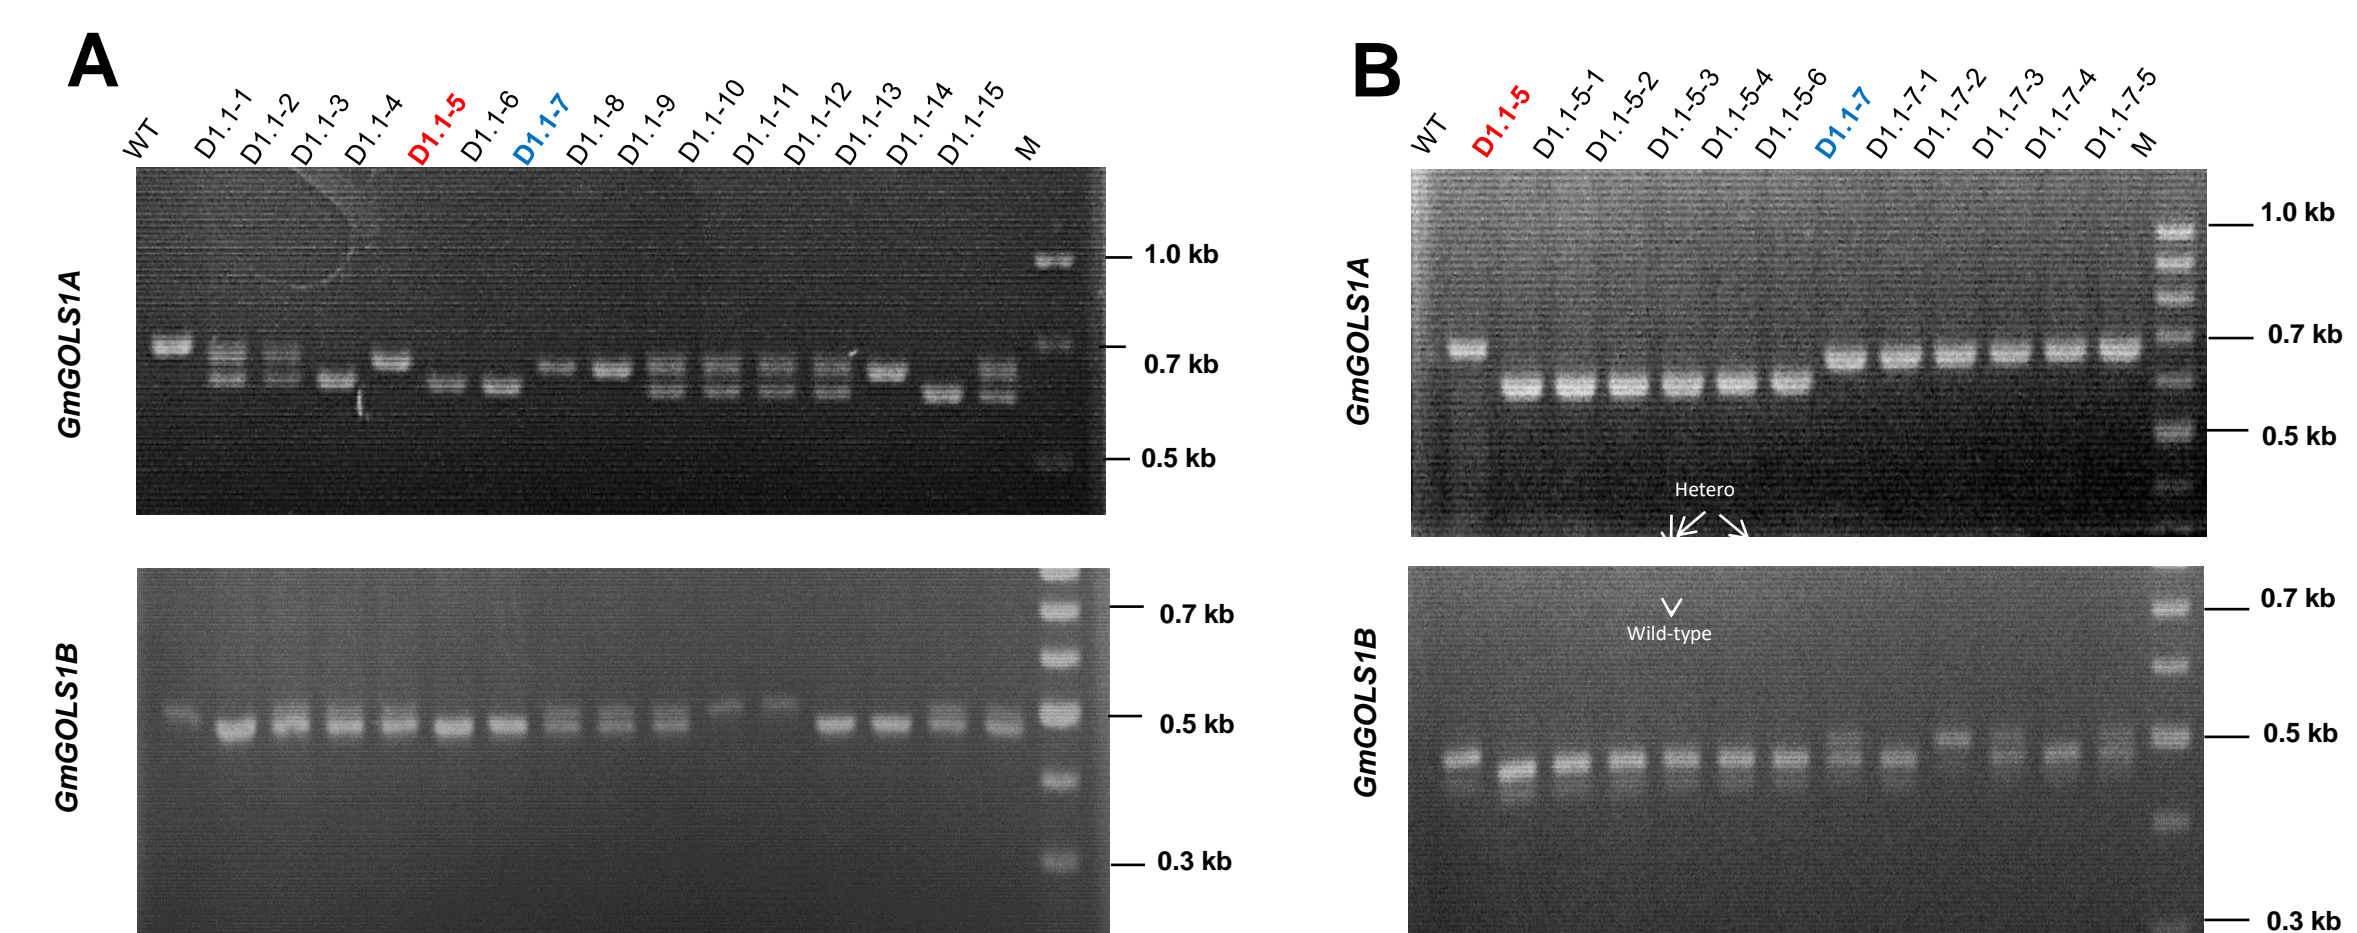 A
WT
D1.1-1
D1.1-2
D1.1-3
D1.1-4
D1.1-5
D1.1-6
D1.1-7
D1.1-8
D1.1-9
D1.1-10
D1.1-11
D1.1-12
D1.1-13
D1.1-14
D1.1-15
M
GmGOLS1A
1.0 kb
0.7 kb
0.5 kb
GmGOLS1B
0.7 kb
0.5 kb
0.3 kb
B
WT
D1.1-5
D1.1-5-1
D1.1-5-2
D1.1-5-3
D1.1-5-4
D1.1-5-6
D1.1-7
D1.1-7-1
D1.1-7-2
D1.1-7-3
D1.1-7-4
D1.1-7-5
M
GmGOLS1A
1.0 kb
0.7 kb
0.5 kb
Hetero
GmGOLS1B
Wild-type
0.7 kb
0.5 kb
0.3 kb